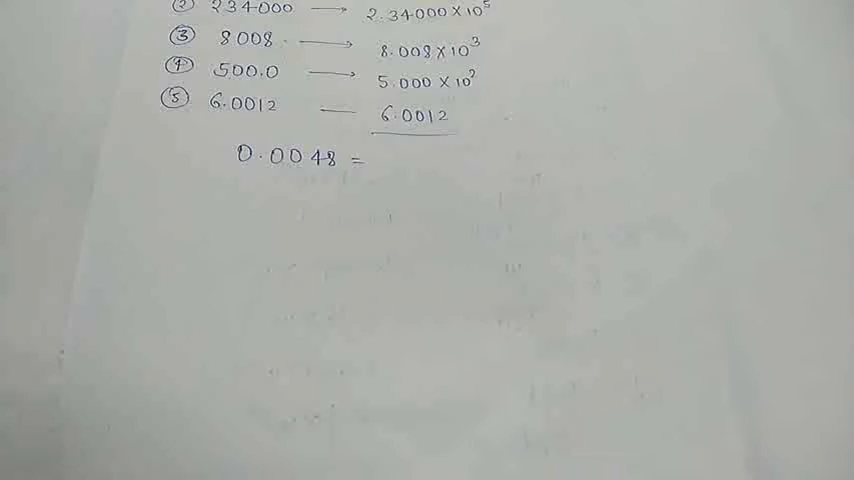 ② 234000 → 2.34000 × 10⁵
③ 8008 → 8.008 × 10³
④ 500.0 → 5.000 × 10²
⑤ 6.0012 — 6.0012
0.0048 =